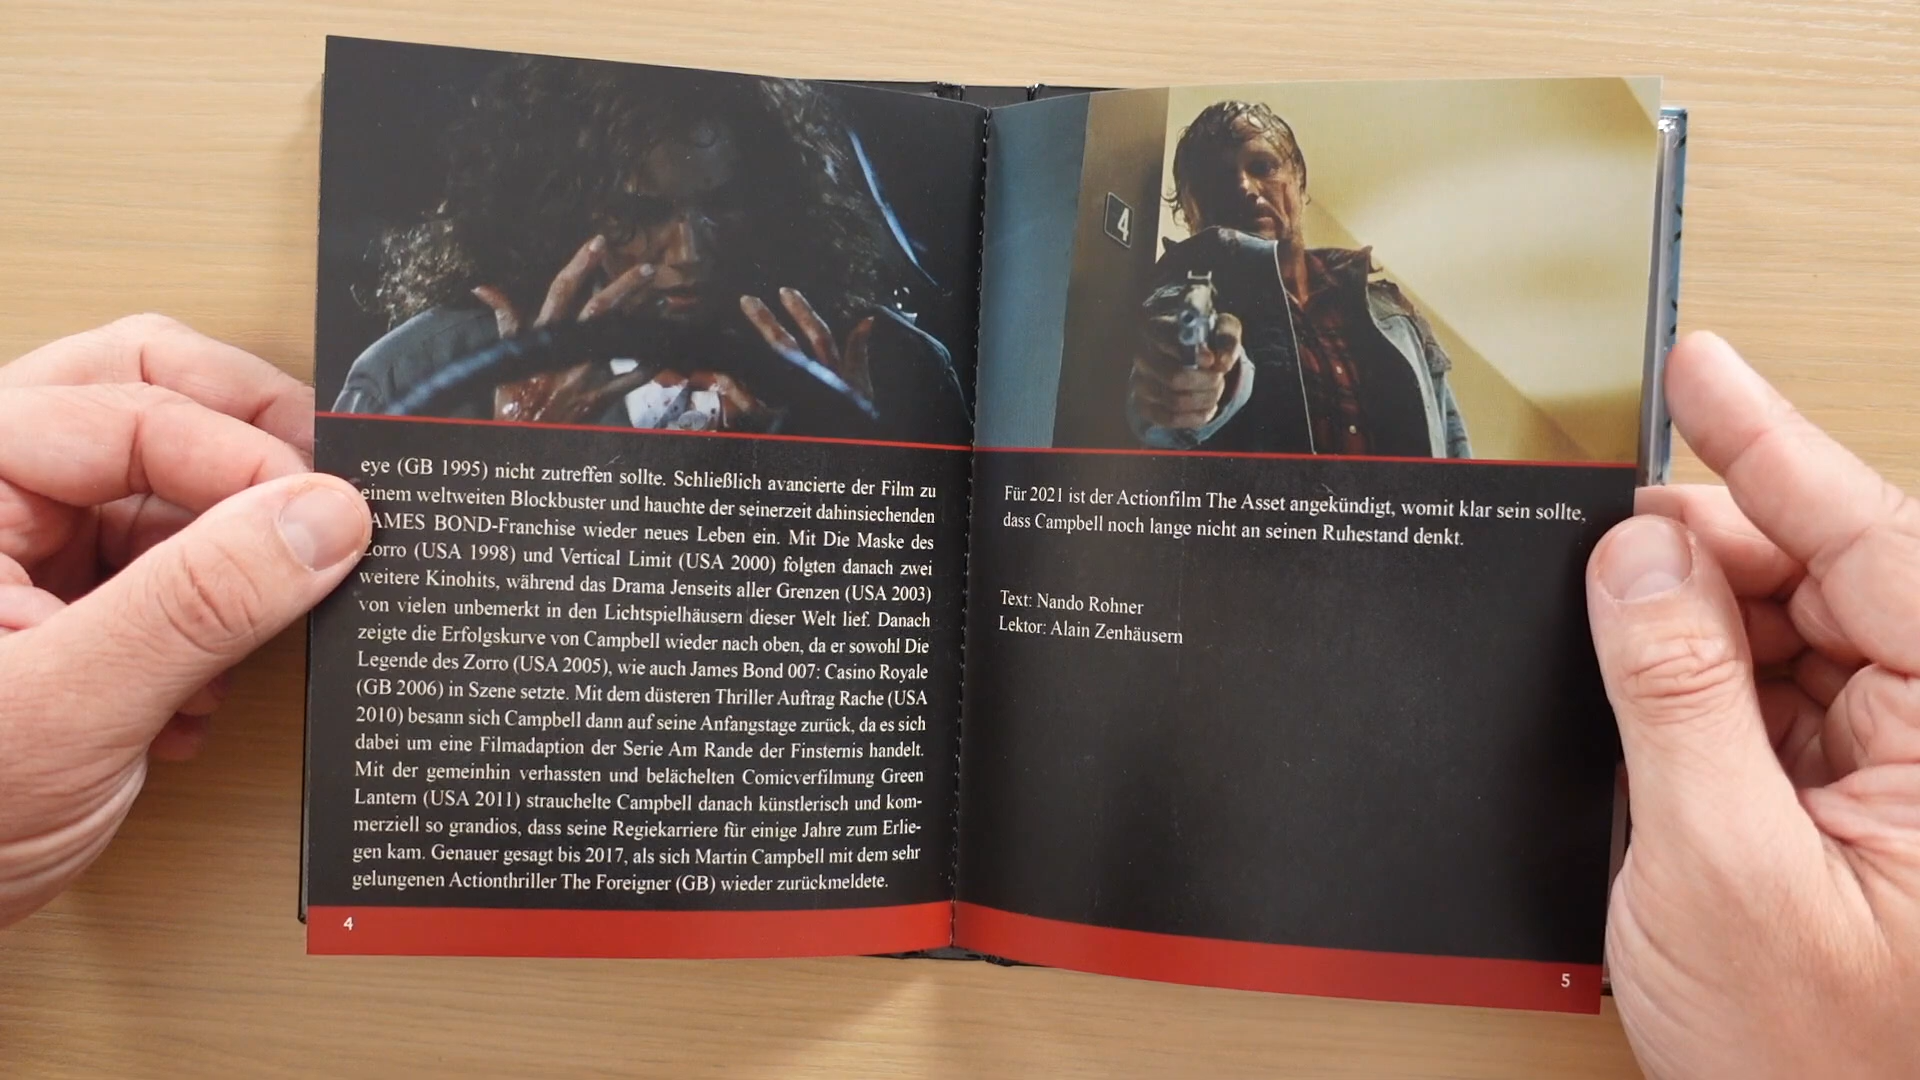 eye (GB 1995) nicht zutreffen sollte. Schließlich avancierte der Film zu
einem weltweiten Blockbuster und hauchte der seinerzeit dahinsiechenden
JAMES BOND-Franchise wieder neues Leben ein. Mit Die Maske des
Zorro (USA 1998) und Vertical Limit (USA 2000) folgten danach zwei
weitere Kinohits, während das Drama Jenseits aller Grenzen (USA 2003)
von vielen unbemerkt in den Lichtspielhäusern dieser Welt lief. Danach
zeigte die Erfolgskurve von Campbell wieder nach oben, da er sowohl Die
Legende des Zorro (USA 2005), wie auch James Bond 007: Casino Royale
(GB 2006) in Szene setzte. Mit dem düsteren Thriller Auftrag Rache (USA
2010) besann sich Campbell dann auf seine Anfangstage zurück, da es sich
dabei um eine Filmadaption der Serie Am Rande der Finsternis handelt.
Mit der gemeinhin verhassten und belächelten Comicverfilmung Green
Lantern (USA 2011) strauchelte Campbell danach künstlerisch und kom-
merziell so grandios, dass seine Regiekarriere für einige Jahre zum Erlie-
gen kam. Genauer gesagt bis 2017, als sich Martin Campbell mit dem sehr
gelungenen Actionthriller The Foreigner (GB) wieder zurückmeldete.
4
4
Für 2021 ist der Actionfilm The Asset angekündigt, womit klar sein sollte,
dass Campbell noch lange nicht an seinen Ruhestand denkt.
Text: Nando Rohner
Lektor: Alain Zenhäusern
5